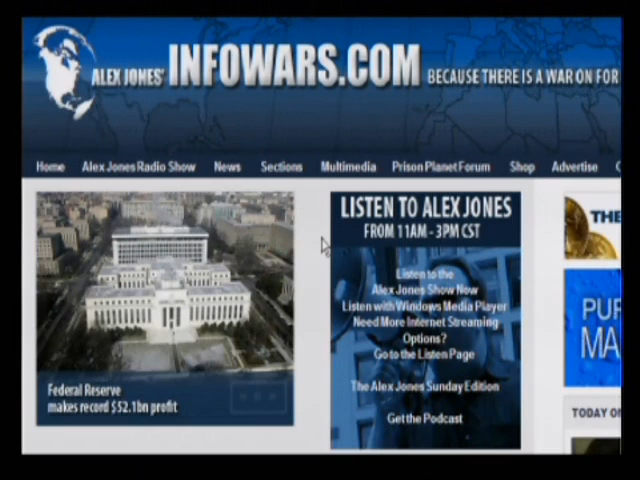 ALEX JONES' INFOWARS.COM BECAUSE THERE IS A WAR ON FOR
Home Alex Jones Radio Show News Sections Multimedia Prison Planet Forum Shop Advertise
LISTEN TO ALEX JONES
FROM 11AM - 3PM CST
Listen to the
Alex Jones Show Now
Listen with Windows Media Player
Need More Internet Streaming
Options?
Go to the Listen Page
The Alex Jones Sunday Edition
Get the Podcast
Federal Reserve
makes record $52.1bn profit
THE
PUR
MA
TODAY ON